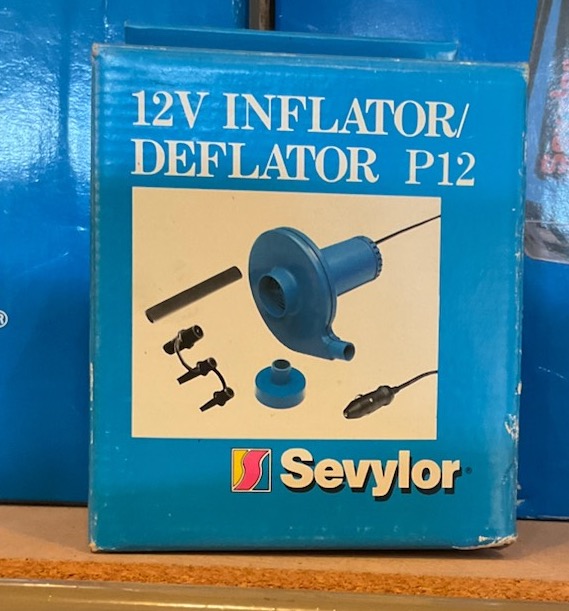 12V INFLATOR/
DEFLATOR P12
Sevylor
®